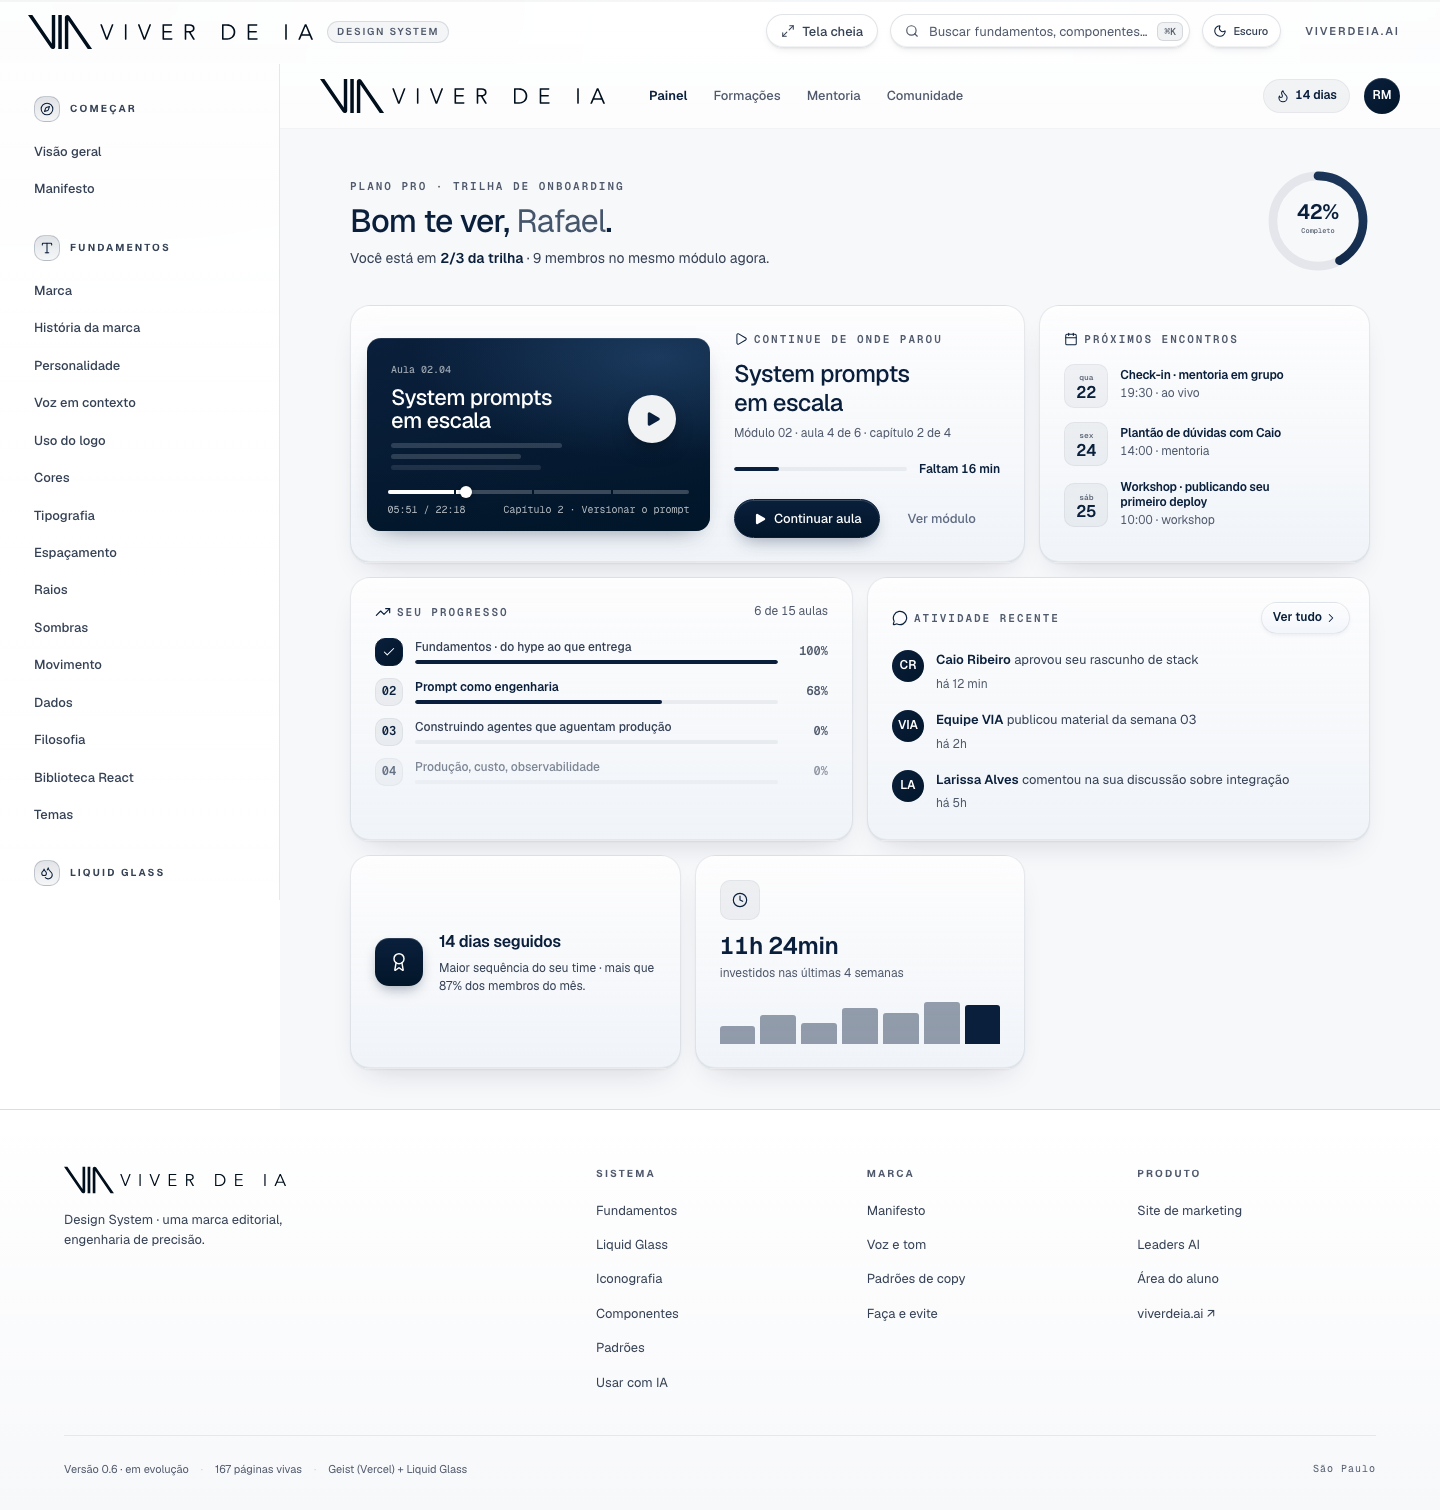 VIVER DE IA
DESIGN SYSTEM
Tela cheia
Buscar fundamentos, componentes...
⌘K
Escuro
VIVERDEIA.AI
COMEÇAR
Visão geral
Manifesto
FUNDAMENTOS
Marca
História da marca
Personalidade
Voz em contexto
Uso do logo
Cores
Tipografia
Espaçamento
Raios
Sombras
Movimento
Dados
Filosofia
Biblioteca React
Temas
LIQUID GLASS
VIVER DE IA
Painel
Formações
Mentoria
Comunidade
14 dias
RM
PLANO PRO · TRILHA DE ONBOARDING
Bom te ver, Rafael.
Você está em 2/3 da trilha · 9 membros no mesmo módulo agora.
42%
Completo
Aula 02.04
System prompts
em escala
05:51 / 22:18
Capítulo 2 · Versionar o prompt
CONTINUE DE ONDE PAROU
System prompts
em escala
Módulo 02 · aula 4 de 6 · capítulo 2 de 4
Faltam 16 min
Continuar aula
Ver módulo
PRÓXIMOS ENCONTROS
qua
22
Check-in · mentoria em grupo
19:30 · ao vivo
sex
24
Plantão de dúvidas com Caio
14:00 · mentoria
sáb
25
Workshop · publicando seu
primeiro deploy
10:00 · workshop
SEU PROGRESSO
6 de 15 aulas
Fundamentos · do hype ao que entrega
100%
02
Prompt como engenharia
68%
03
Construindo agentes que aguentam produção
0%
04
Produção, custo, observabilidade
0%
ATIVIDADE RECENTE
Ver tudo
CR
Caio Ribeiro aprovou seu rascunho de stack
há 12 min
VIA
Equipe VIA publicou material da semana 03
há 2h
LA
Larissa Alves comentou na sua discussão sobre integração
há 5h
14 dias seguidos
Maior sequência do seu time · mais que
87% dos membros do mês.
11h 24min
investidos nas últimas 4 semanas
VIVER DE IA
Design System · uma marca editorial,
engenharia de precisão.
SISTEMA
Fundamentos
Liquid Glass
Iconografia
Componentes
Padrões
Usar com IA
MARCA
Manifesto
Voz e tom
Padrões de copy
Faça e evite
PRODUTO
Site de marketing
Leaders AI
Área do aluno
viverdeia.ai ↗
Versão 0.6 · em evolução · 167 páginas vivas · Geist (Vercel) + Liquid Glass
São Paulo